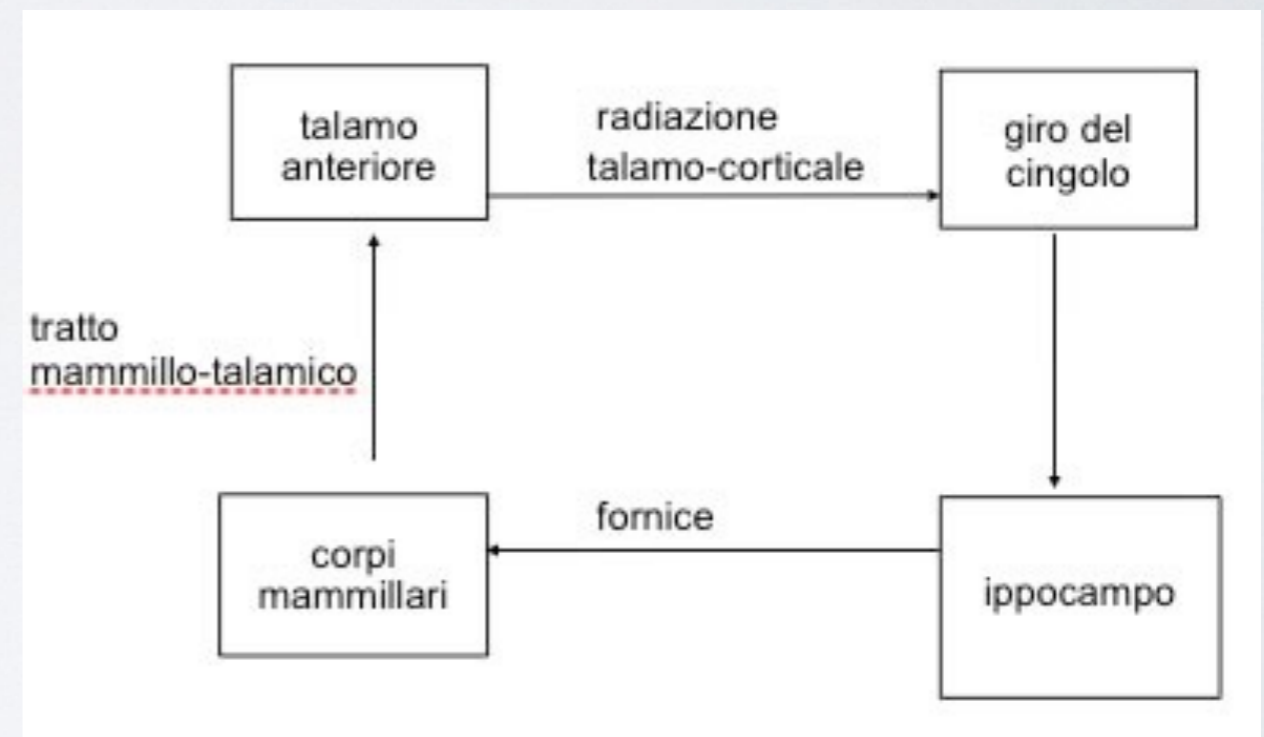 talamo
anteriore
radiazione
talamo-corticale
giro del
cingolo
tratto
mammillo-talamico
corpi
mammillari
fornice
ippocampo